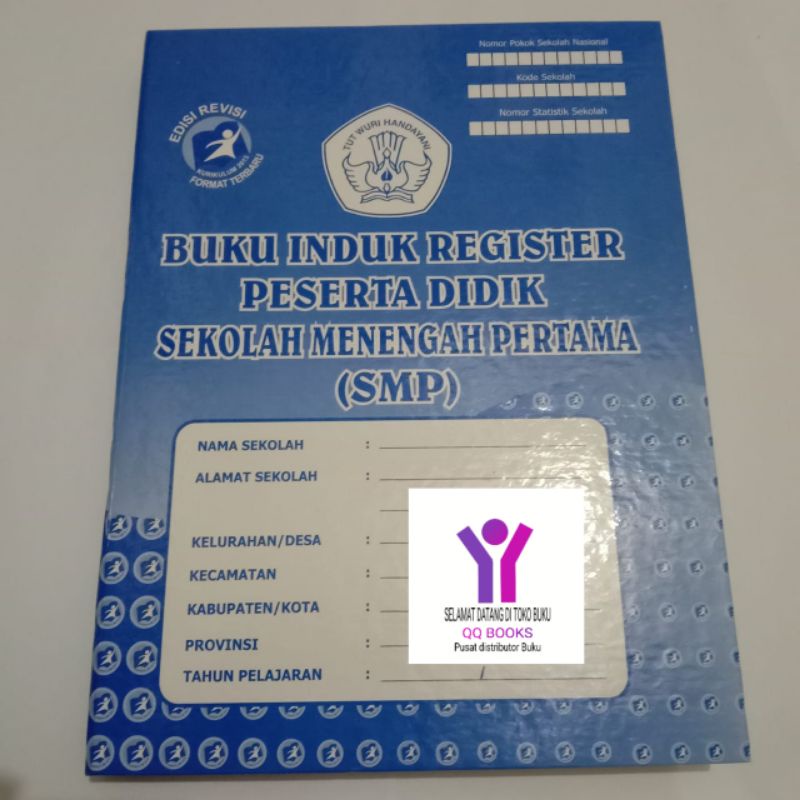 Nomor Pokok Sekolah Nasional
Kode Sekolah
Nomor Statistik Sekolah
EDISI REVISI
KURIKULUM 2013
FORMAT TERBARU
TUT WURI HANDAYANI
BUKU INDUK REGISTER
PESERTA DIDIK
SEKOLAH MENENGAH PERTAMA
(SMP)
NAMA SEKOLAH :
ALAMAT SEKOLAH :
KELURAHAN/DESA :
KECAMATAN :
KABUPATEN/KOTA :
PROVINSI :
TAHUN PELAJARAN : /
SELAMAT DATANG DI TOKO BUKU
QQ BOOKS
Pusat distributor Buku